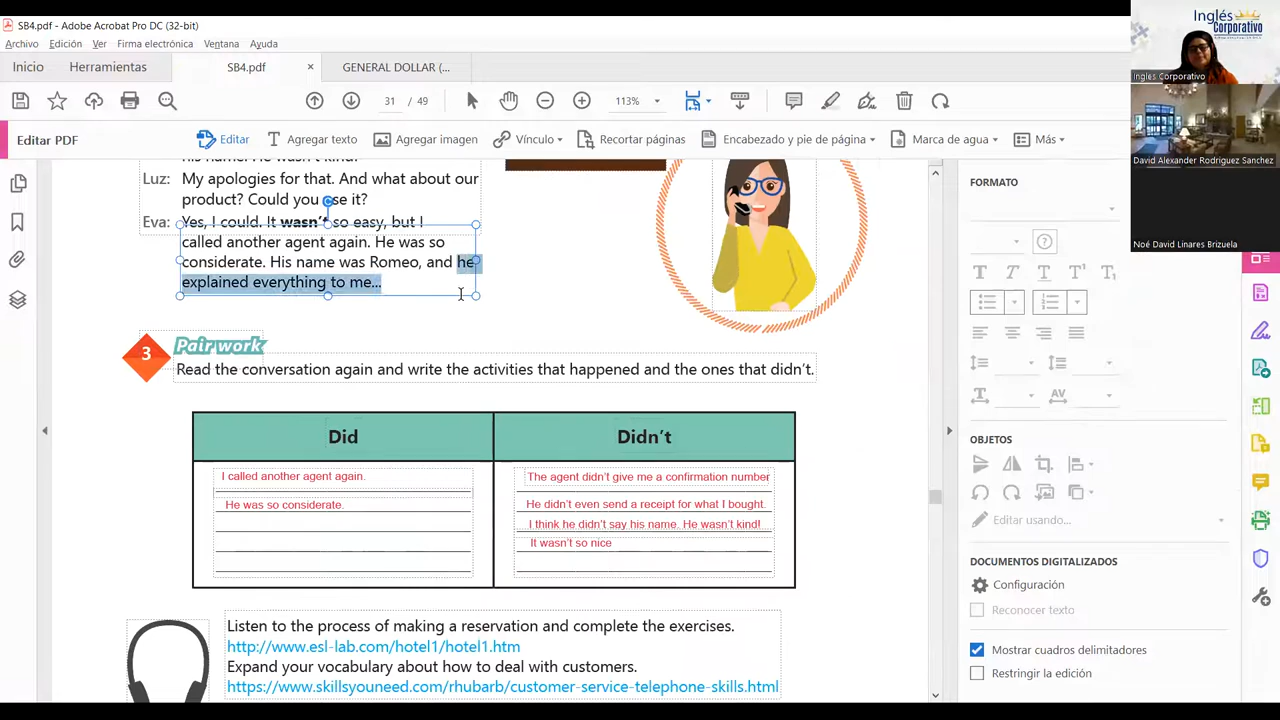 SB4.pdf - Adobe Acrobat Pro DC (32-bit)
Archivo Edición Ver Firma electrónica Ventana Ayuda
Inicio Herramientas SB4.pdf × GENERAL DOLLAR (...
31 / 49 113%
Editar PDF Editar Agregar texto Agregar imagen Vínculo Recortar páginas Encabezado y pie de página Marca de agua Más
Luz: My apologies for that. And what about our
product? Could you use it?
Eva: Yes, I could. It wasn't so easy, but I
called another agent again. He was so
considerate. His name was Romeo, and he
explained everything to me...
3 Pair work
Read the conversation again and write the activities that happened and the ones that didn't.
Did Didn't
I called another agent again. The agent didn't give me a confirmation number
He was so considerate. He didn't even send a receipt for what I bought.
I think he didn't say his name. He wasn't kind!
It wasn't so nice
Listen to the process of making a reservation and complete the exercises.
http://www.esl-lab.com/hotel1/hotel1.htm
Expand your vocabulary about how to deal with customers.
https://www.skillsyouneed.com/rhubarb/customer-service-telephone-skills.html
FORMATO
OBJETOS
Editar usando...
DOCUMENTOS DIGITALIZADOS
Configuración
Reconocer texto
Mostrar cuadros delimitadores
Restringir la edición
Inglés
Corporativo
Ingles Corporativo
David Alexander Rodriguez Sanchez
Noé David Linares Brizuela